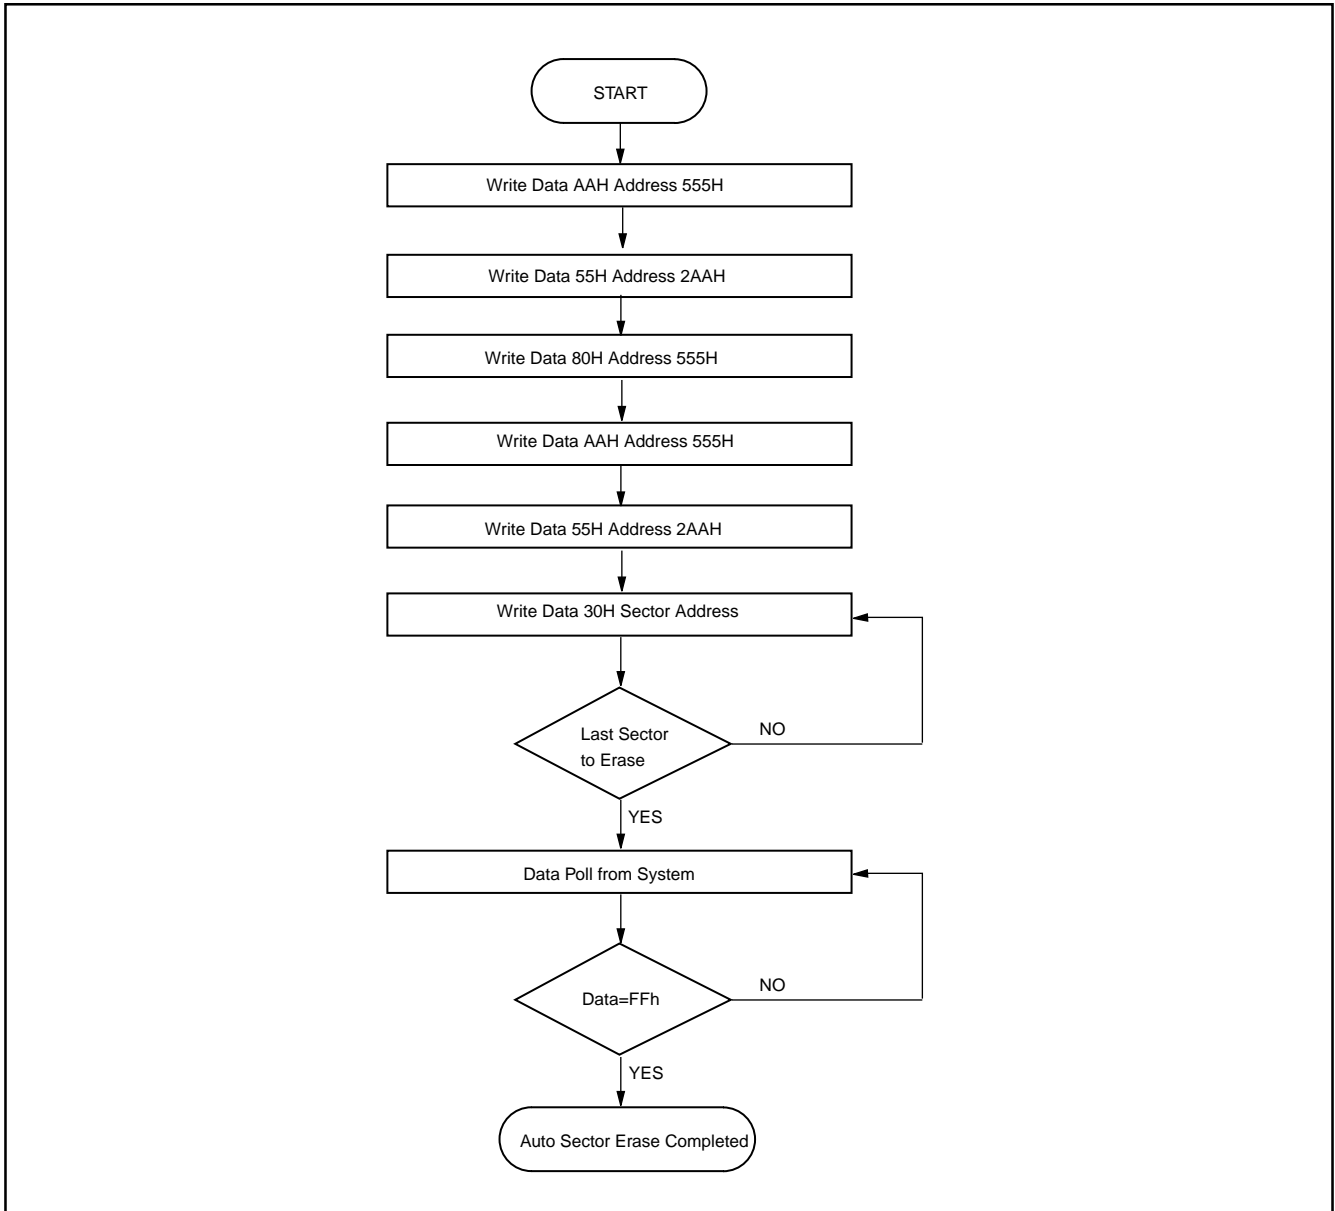 START
Write Data AAH Address 555H
Write Data 55H Address 2AAH
Write Data 80H Address 555H
Write Data AAH Address 555H
Write Data 55H Address 2AAH
Write Data 30H Sector Address
Last Sector
to Erase
NO
YES
Data Poll from System
Data=FFh
NO
YES
Auto Sector Erase Completed